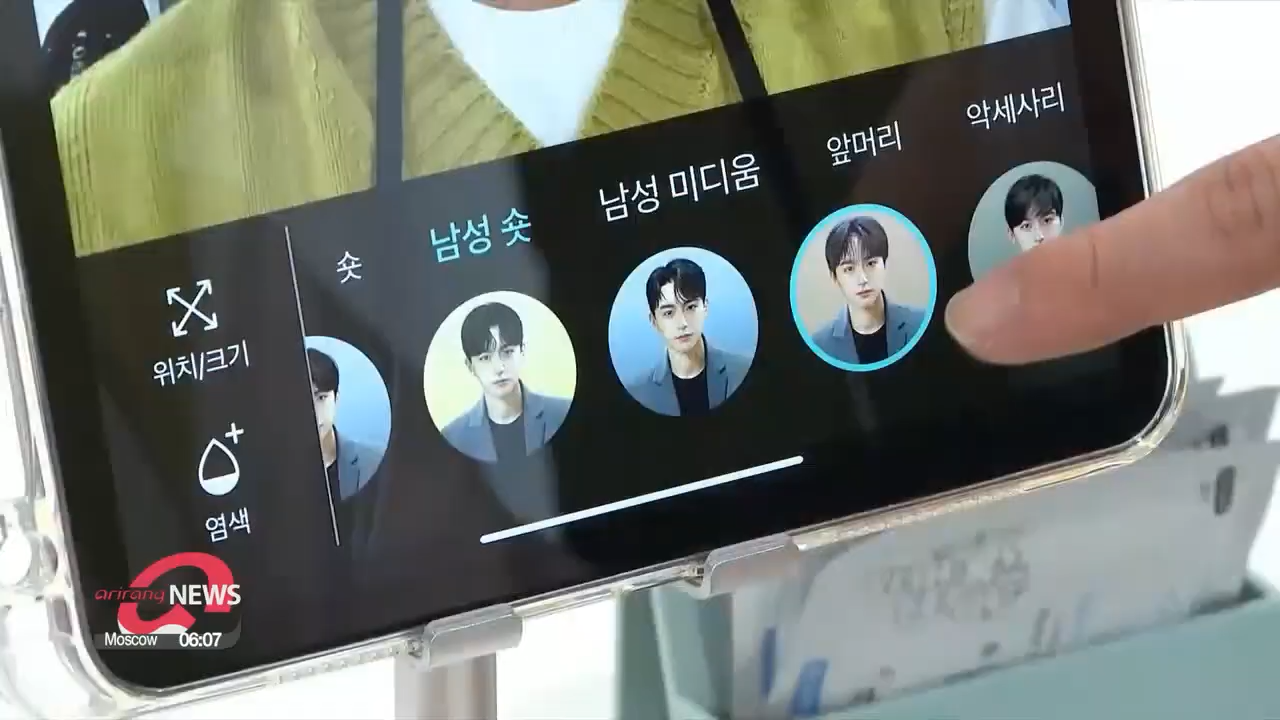 숏
남성 숏
남성 미디움
앞머리
악세사리
위치/크기
염색
arirang NEWS
Moscow 06:07